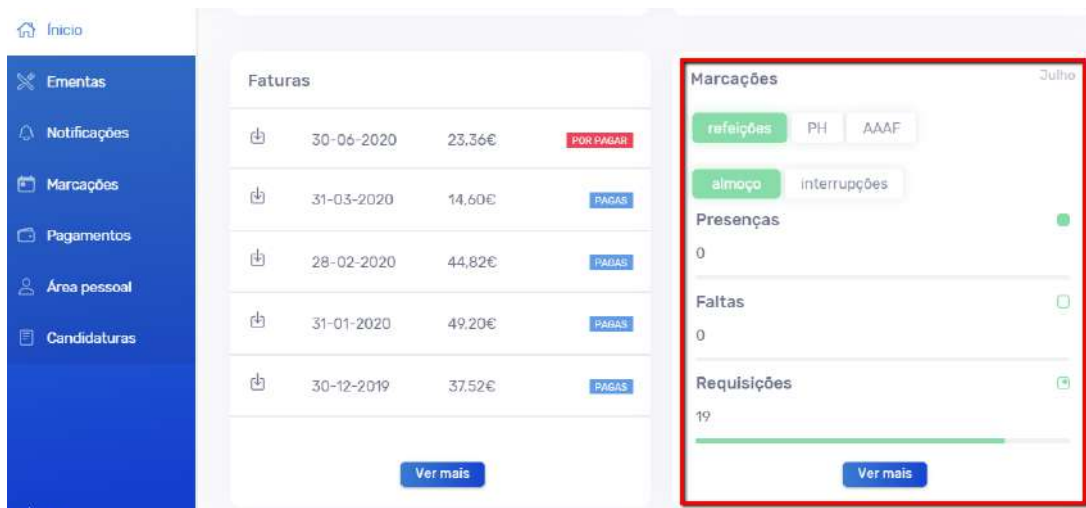 Ínicio
Ementas
Notificações
Marcações
Pagamentos
Área pessoal
Candidaturas
Faturas
30-06-2020 23,36€ POR PAGAR
31-03-2020 14,60€ PAGAS
28-02-2020 44,82€ PAGAS
31-01-2020 49,20€ PAGAS
30-12-2019 37,52€ PAGAS
Ver mais
Marcações Julho
refeições PH AAAF
almoço interrupções
Presenças
0
Faltas
0
Requisições
19
Ver mais